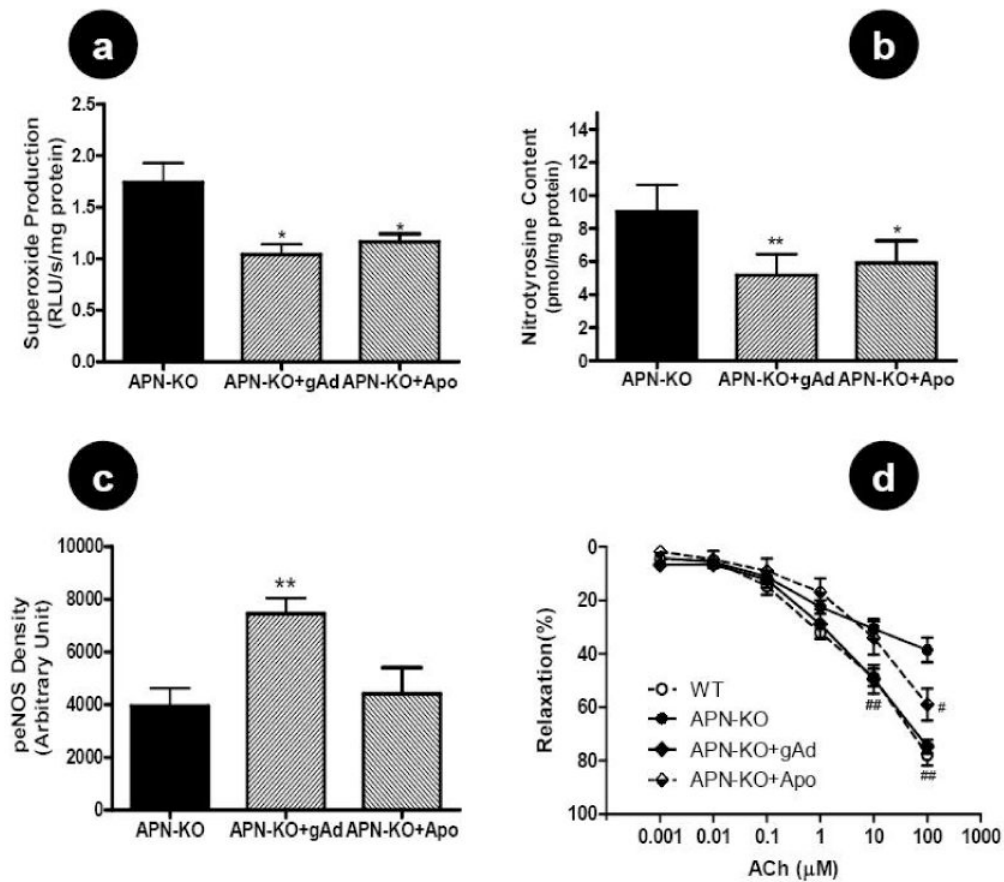 a
2.5
2.0
1.5
1.0
0.5
0.0
Superoxide Production
(RLU/s/mg protein)
*
*
APN-KO APN-KO+gAd APN-KO+Apo
b
14
12
10
8
6
4
2
0
Nitrotyrosine Content
(pmol/mg protein)
**
*
APN-KO APN-KO+gAd APN-KO+Apo
c
10000
8000
6000
4000
2000
0
peNOS Density
(Arbitrary Unit)
**
APN-KO APN-KO+gAd APN-KO+Apo
d
0
20
40
60
80
100
Relaxation(%)
WT
APN-KO
APN-KO+gAd
APN-KO+Apo
##
#
##
0.001 0.01 0.1 1 10 100 1000
ACh (μM)